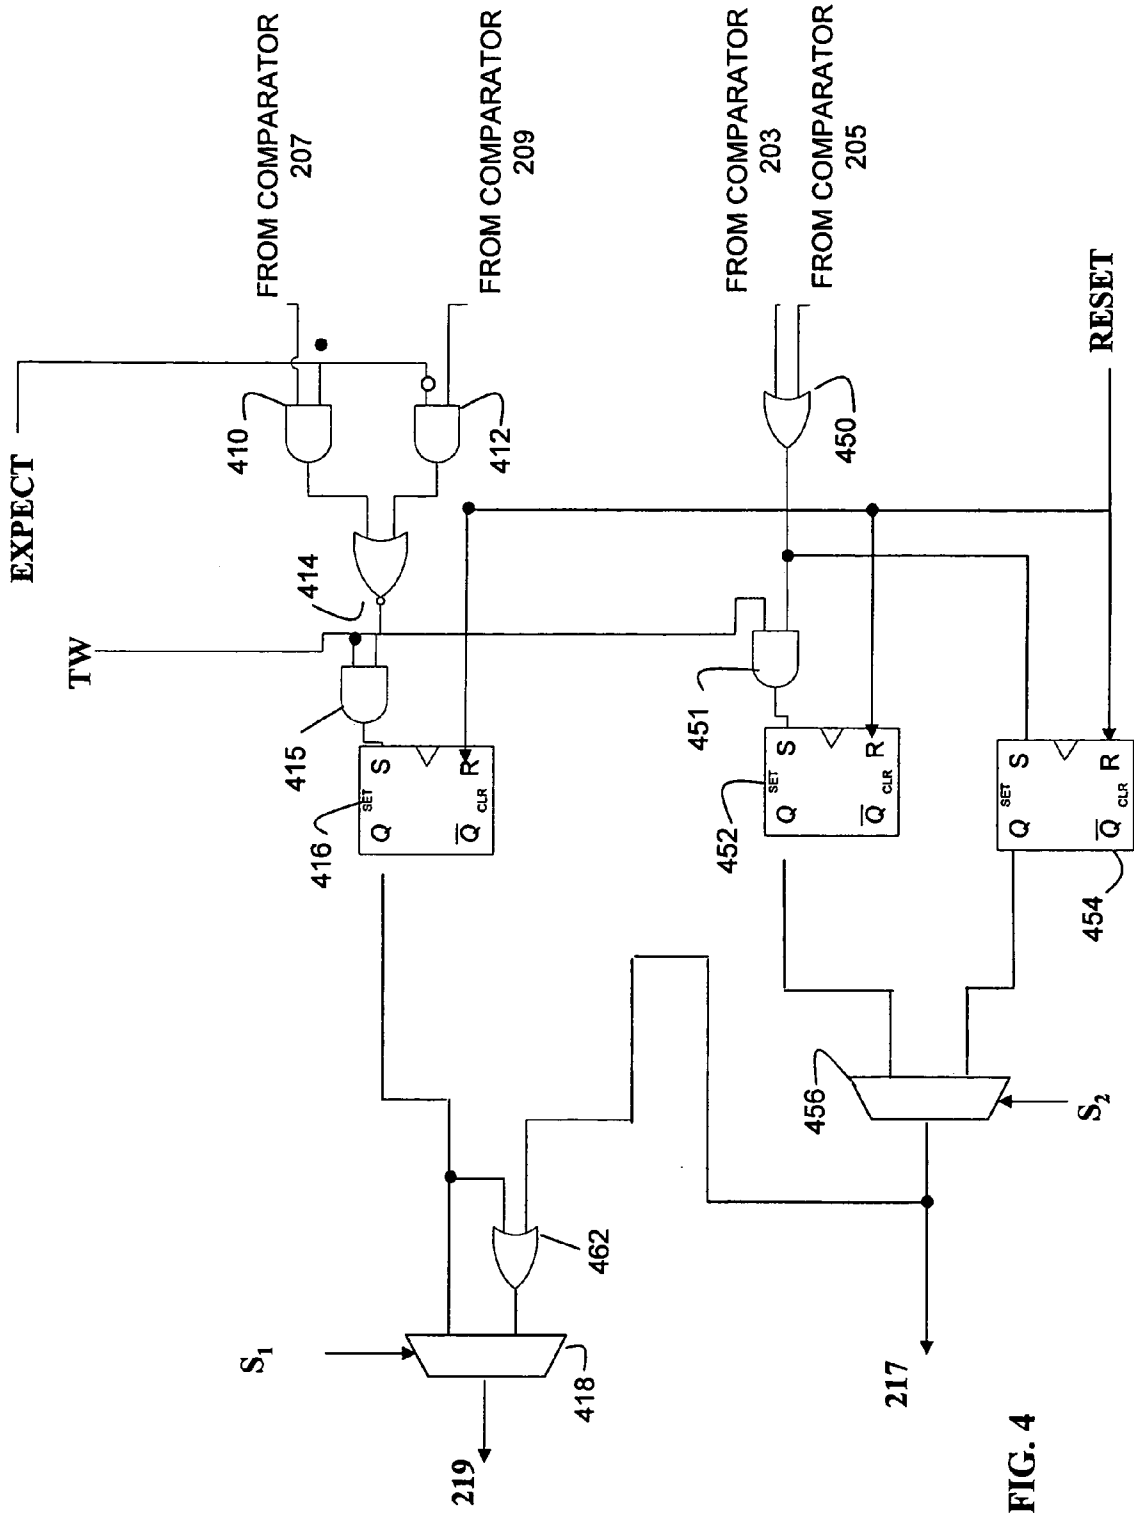 EXPECT
TW
FROM COMPARATOR
207
FROM COMPARATOR
209
FROM COMPARATOR
203
FROM COMPARATOR
205
RESET
410
412
414
415
416
SET
S
R
Q
Q
CLR
450
451
452
SET
S
R
Q
Q
CLR
454
SET
S
R
Q
Q
CLR
456
S2
462
S1
418
219
217
FIG. 4